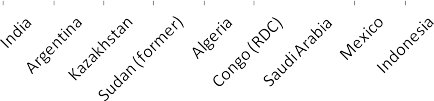 India
Argentina
Kazakhstan
Sudan (former)
Algeria
Congo (RDC)
Saudi Arabia
Mexico
Indonesia